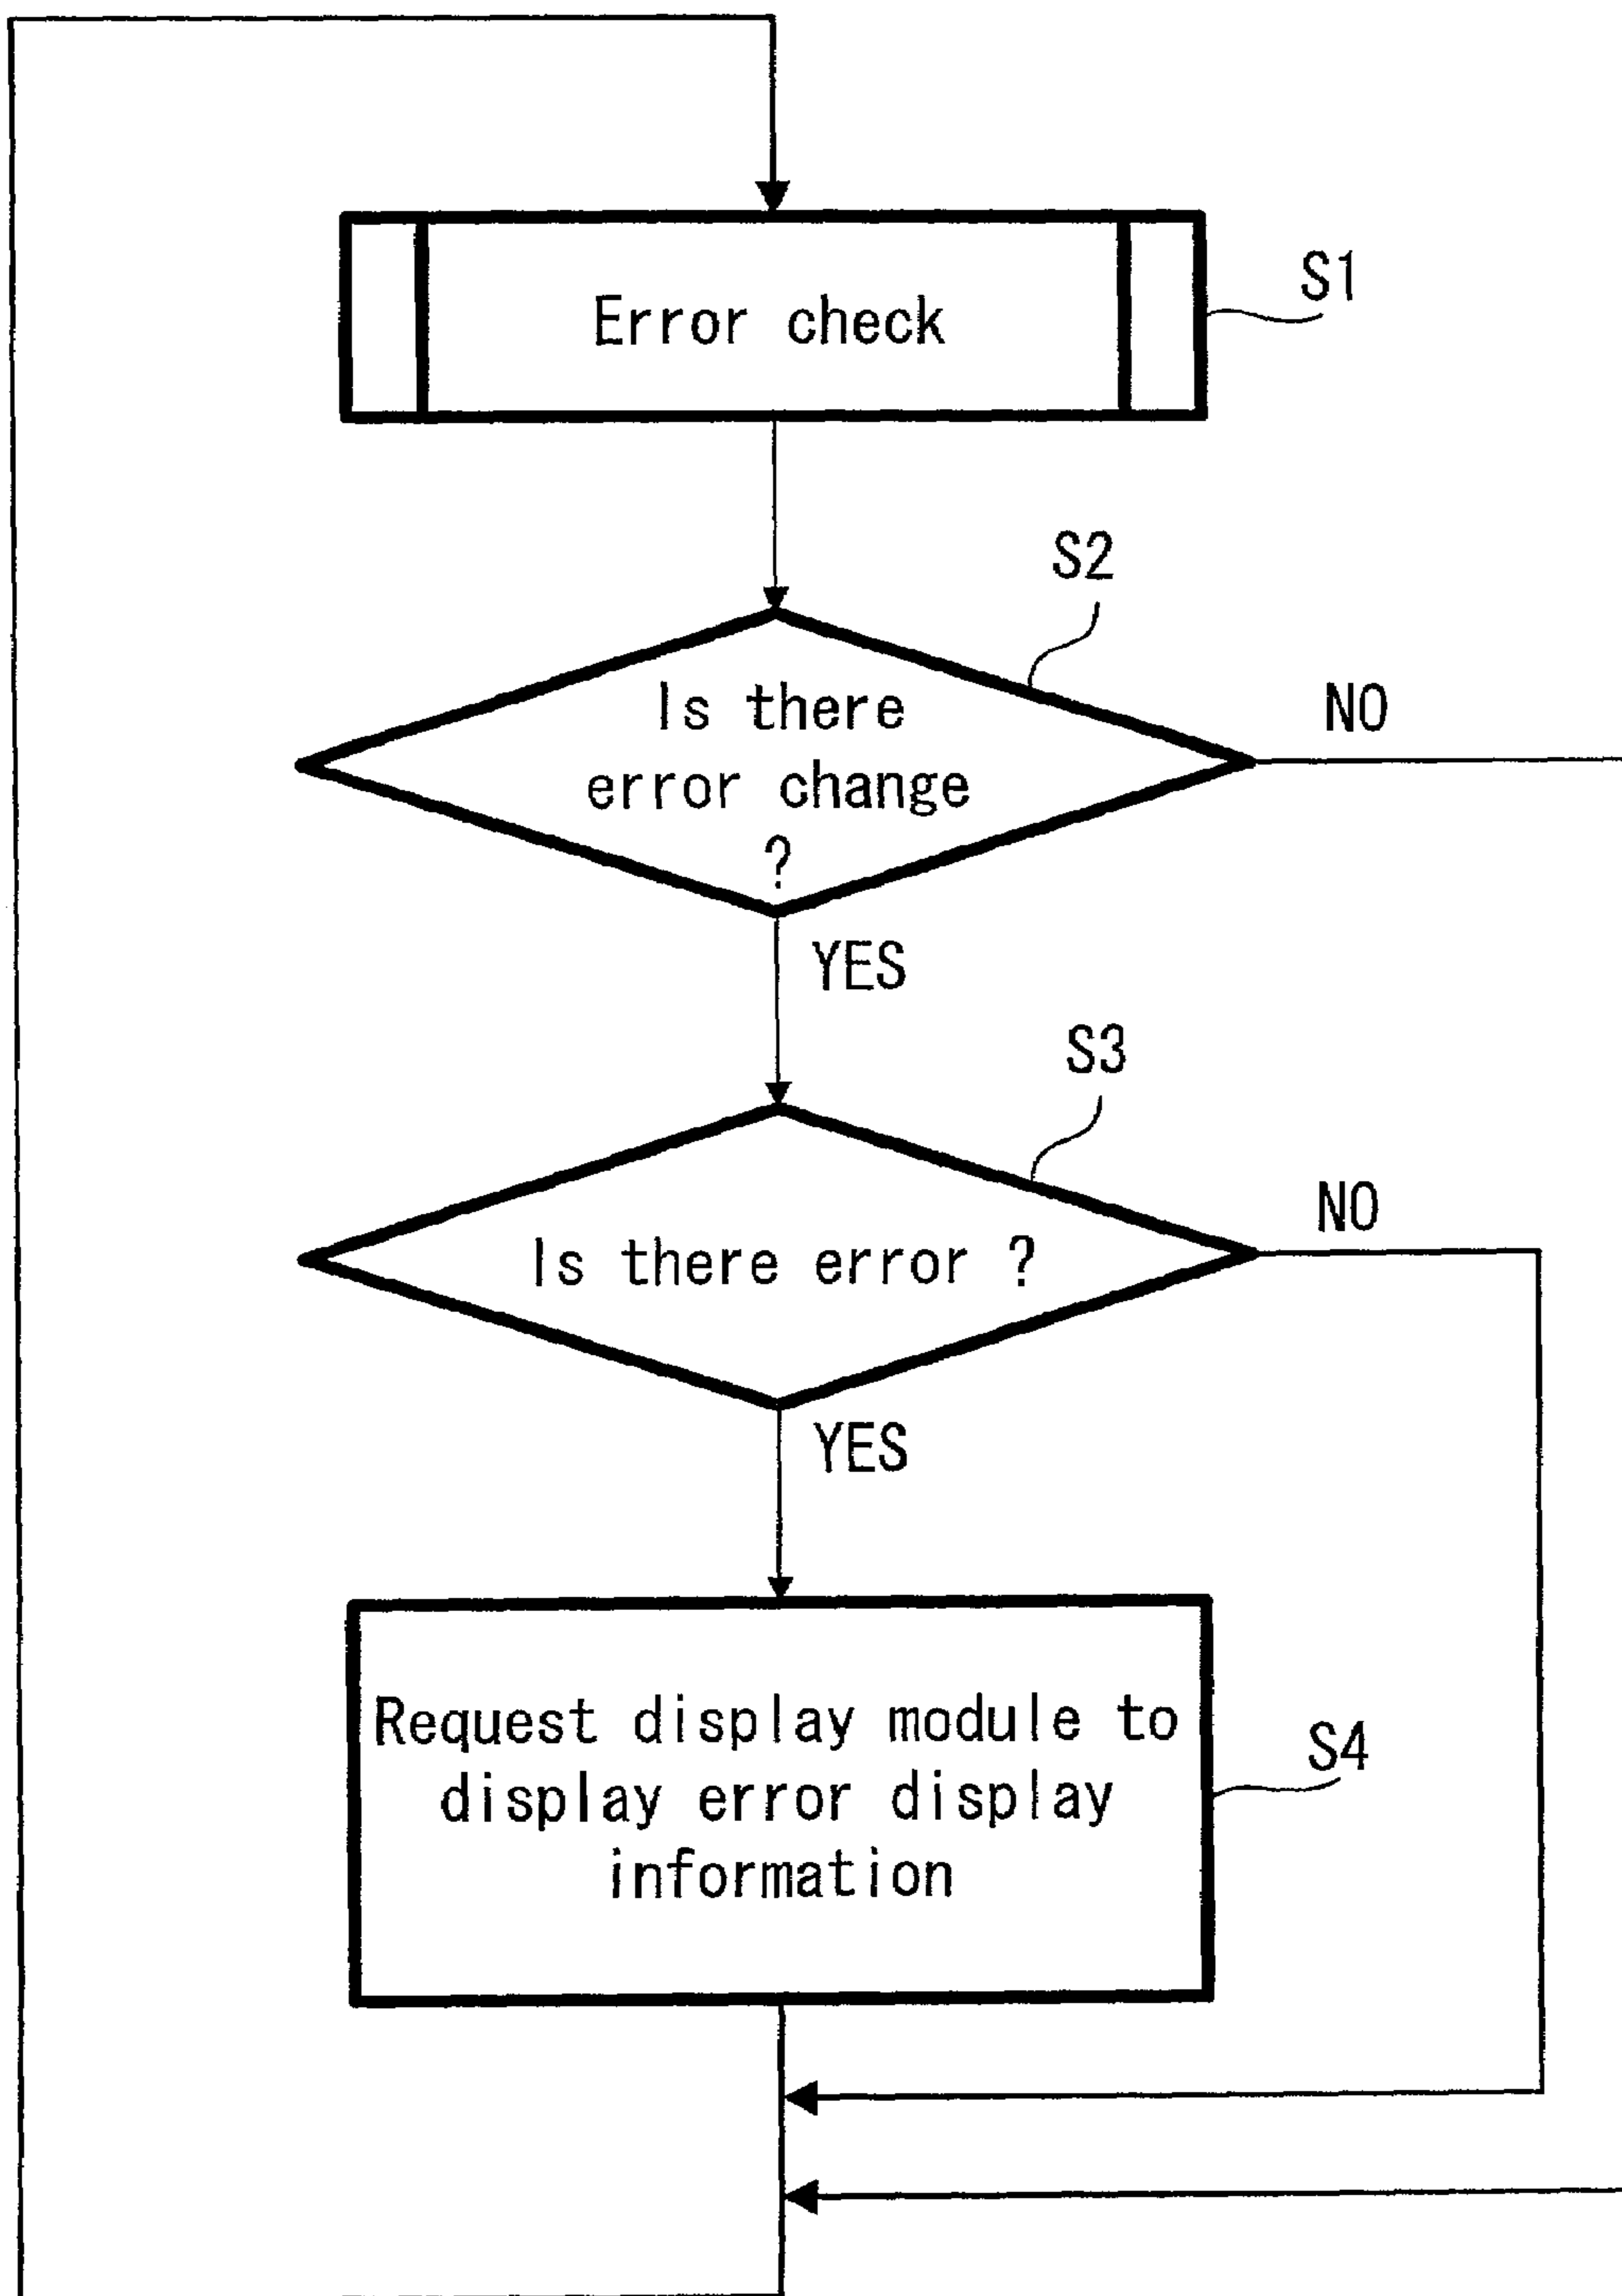 Error check
S1
S2
Is there
error change
?
NO
YES
S3
Is there error ?
NO
YES
Request display module to
display error display
information
S4